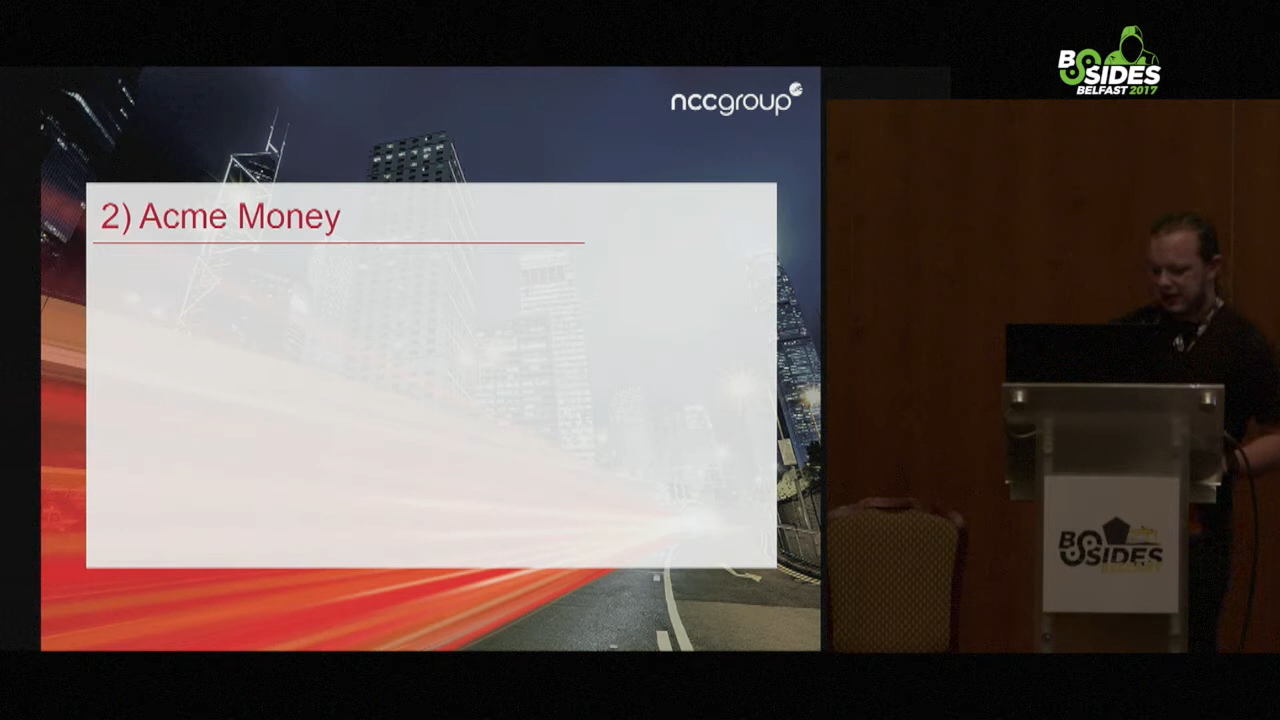 BSIDES
BELFAST 2017
nccgroup
2) Acme Money
BSIDES